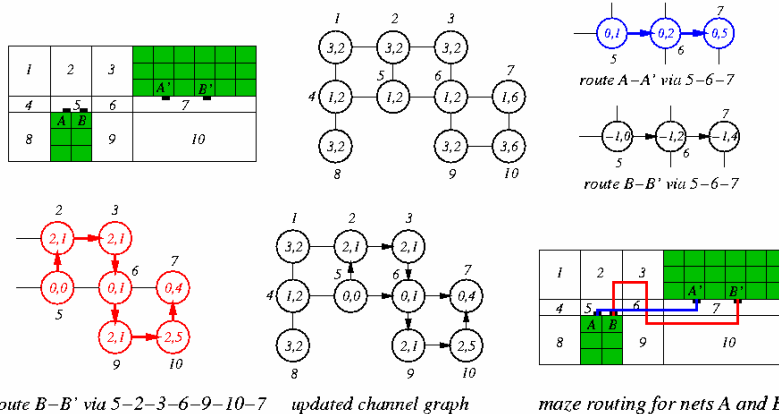 1 2 3
A' B'
4 5 6 7
A B
8 9 10
1 2 3
3,2 3,2 3,2
4 5 6 7
1,2 1,2 1,2 1,6
3,2 3,2 3,6
8 9 10
7
0,1 0,2 0,5
5 6
route A-A' via 5-6-7
7
-1,0 -1,2 -1,4
5 6
route B-B' via 5-6-7
2 3
2,1 2,1
6 7
0,0 0,1 0,4
5
2,1 2,5
9 10
route B-B' via 5-2-3-6-9-10-7
1 2 3
3,2 2,1 2,1
4 5 6 7
1,2 0,0 0,1 0,4
3,2 2,1 2,5
8 9 10
updated channel graph
1 2 3
A' B'
4 5 6 7
A B
8 9 10
maze routing for nets A and B